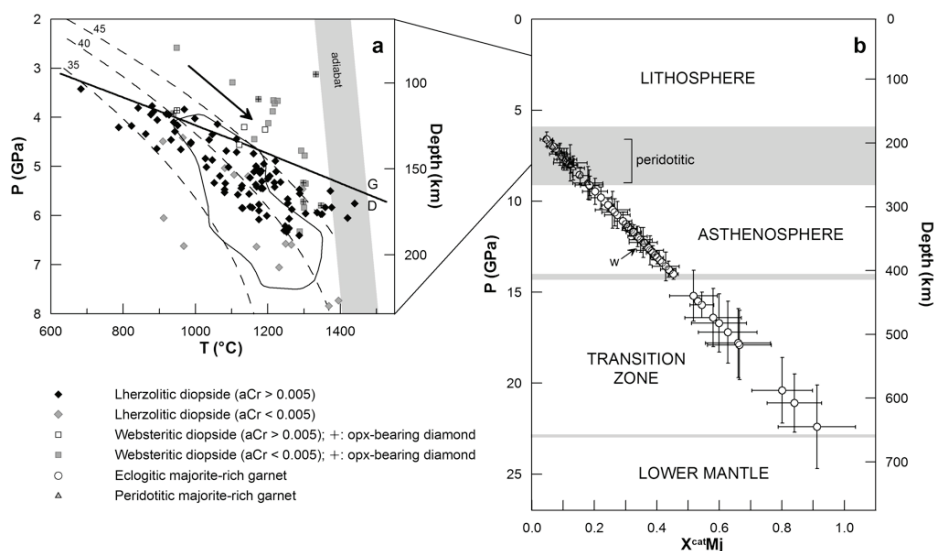 a
45
40
35
adiabat
G
D
2
3
4
5
6
7
8
P (GPa)
100
150
200
Depth (km)
600
800
1000
1200
1400
T (°C)
Lherzolitic diopside (aCr > 0.005)
Lherzolitic diopside (aCr < 0.005)
Websteritic diopside (aCr > 0.005); +: opx-bearing diamond
Websteritic diopside (aCr < 0.005); +: opx-bearing diamond
Eclogitic majorite-rich garnet
Peridotitic majorite-rich garnet
b
LITHOSPHERE
peridotitic
ASTHENOSPHERE
w
TRANSITION
ZONE
LOWER MANTLE
0
5
10
15
20
25
P (GPa)
0
100
200
300
400
500
600
700
Depth (km)
0.0
0.2
0.4
0.6
0.8
1.0
XcatMj